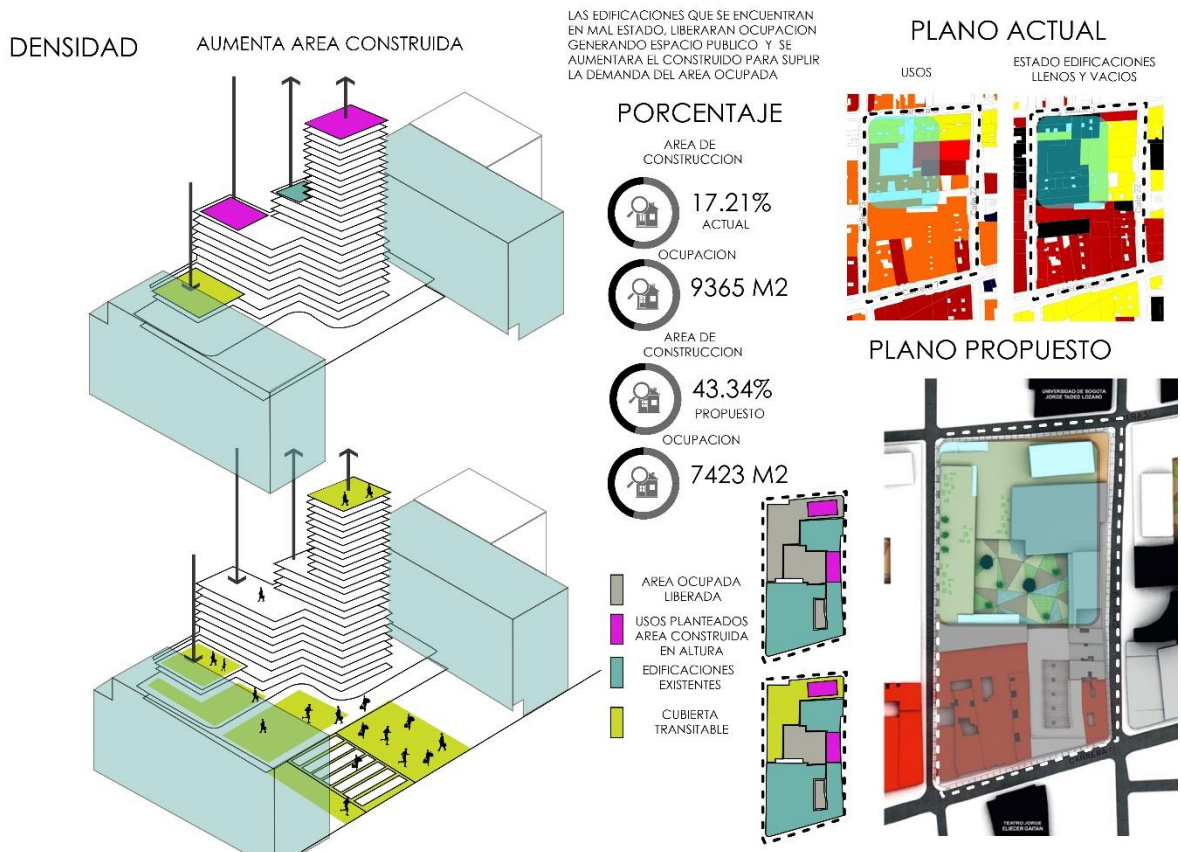 DENSIDAD
AUMENTA AREA CONSTRUIDA
LAS EDIFICACIONES QUE SE ENCUENTRAN
EN MAL ESTADO, LIBERARAN OCUPACION
GENERANDO ESPACIO PUBLICO Y SE
AUMENTARA EL CONSTRUIDO PARA SUPLIR
LA DEMANDA DEL AREA OCUPADA
PORCENTAJE
AREA DE
CONSTRUCCION
17.21%
ACTUAL
OCUPACION
9365 M2
AREA DE
CONSTRUCCION
43.34%
PROPUESTO
OCUPACION
7423 M2
AREA OCUPADA
LIBERADA
USOS PLANTEADOS
AREA CONSTRUIDA
EN ALTURA
EDIFICACIONES
EXISTENTES
CUBIERTA
TRANSITABLE
PLANO ACTUAL
USOS
ESTADO EDIFICACIONES
LLENOS Y VACIOS
PLANO PROPUESTO
UNIVERSIDAD DE BOGOTA
JORGE TADEO LOZANO
CARRERA
TEATRO JORGE
ELIECER GAITAN